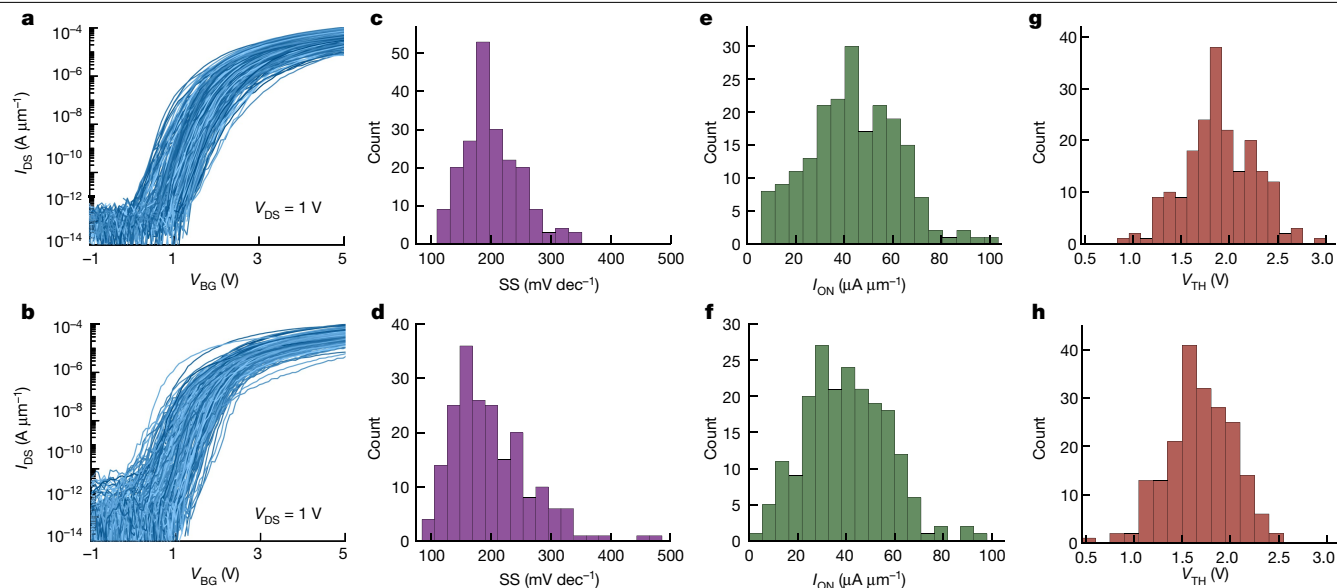 a
10⁻⁴
10⁻⁶
10⁻⁸
10⁻¹⁰
10⁻¹²
10⁻¹⁴
I_DS (A μm⁻¹)
V_DS = 1 V
−1 1 3 5
V_BG (V)
c
50
40
30
20
10
0
Count
100 200 300 400 500
SS (mV dec⁻¹)
e
30
25
20
15
10
5
0
Count
0 20 40 60 80 100
I_ON (μA μm⁻¹)
g
40
30
20
10
0
Count
0.5 1.0 1.5 2.0 2.5 3.0
V_TH (V)
b
10⁻⁴
10⁻⁶
10⁻⁸
10⁻¹⁰
10⁻¹²
10⁻¹⁴
I_DS (A μm⁻¹)
V_DS = 1 V
−1 1 3 5
V_BG (V)
d
40
30
20
10
0
Count
100 200 300 400 500
SS (mV dec⁻¹)
f
30
25
20
15
10
5
0
Count
0 20 40 60 80 100
I_ON (μA μm⁻¹)
h
50
40
30
20
10
0
Count
0.5 1.0 1.5 2.0 2.5 3.0
V_TH (V)